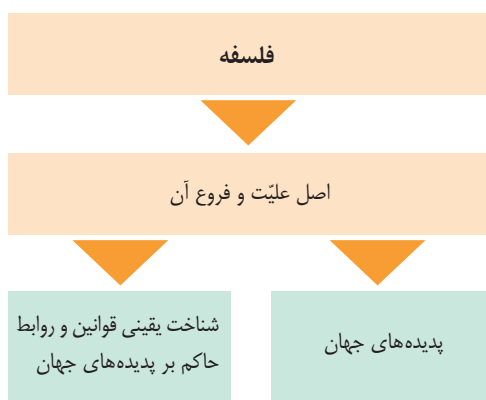 فلسفه
اصل علیّت و فروع آن
پدیده‌های جهان
شناخت یقینی قوانین و روابط
حاکم بر پدیده‌های جهان